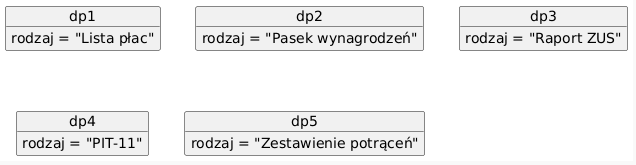 dp1
rodzaj = "Lista płac"
dp2
rodzaj = "Pasek wynagrodzeń"
dp3
rodzaj = "Raport ZUS"
dp4
rodzaj = "PIT-11"
dp5
rodzaj = "Zestawienie potrąceń"